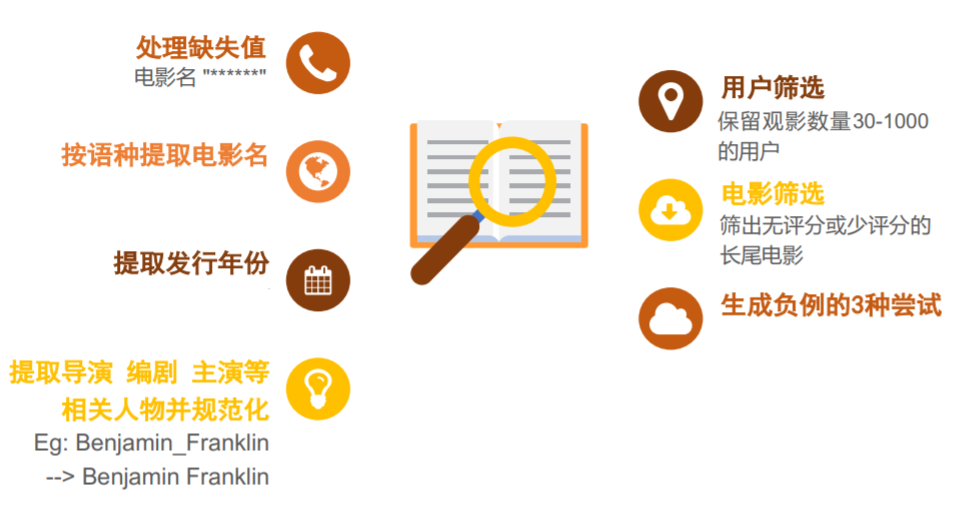 处理缺失值
电影名 "******"
按语种提取电影名
提取发行年份
提取导演 编剧 主演等
相关人物并规范化
Eg: Benjamin_Franklin
--> Benjamin Franklin
用户筛选
保留观影数量30-1000
的用户
电影筛选
筛出无评分或少评分的
长尾电影
生成负例的3种尝试